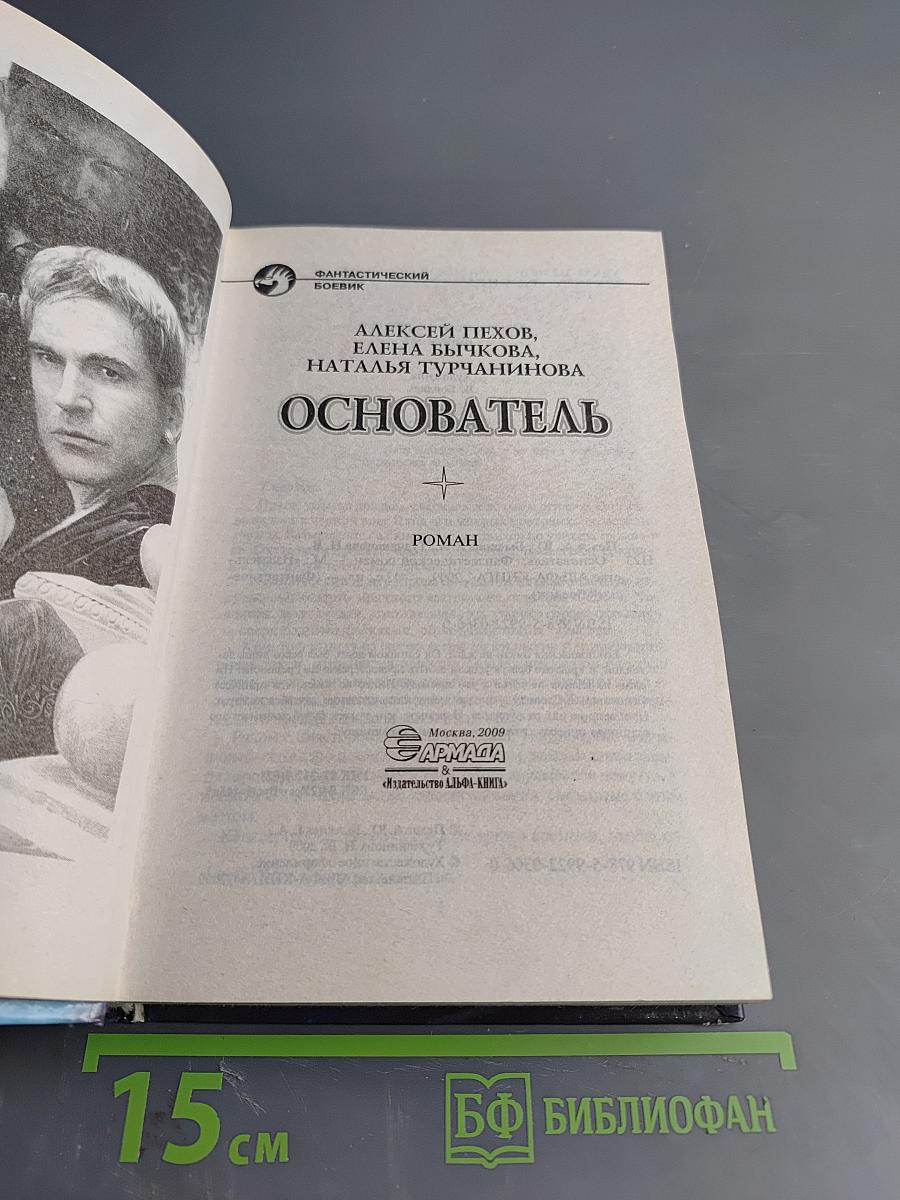 ФАНТАСТИЧЕСКИЙ
БОЕВИК
АЛЕКСЕЙ ПЕХОВ,
ЕЛЕНА БЫЧКОВА,
НАТАЛЬЯ ТУРЧАНИНОВА
ОСНОВАТЕЛЬ
РОМАН
Москва, 2009
АРМАДА
&
«Издательство АЛЬФА-КНИГА»
15 см
БФ БИБЛИОФАН